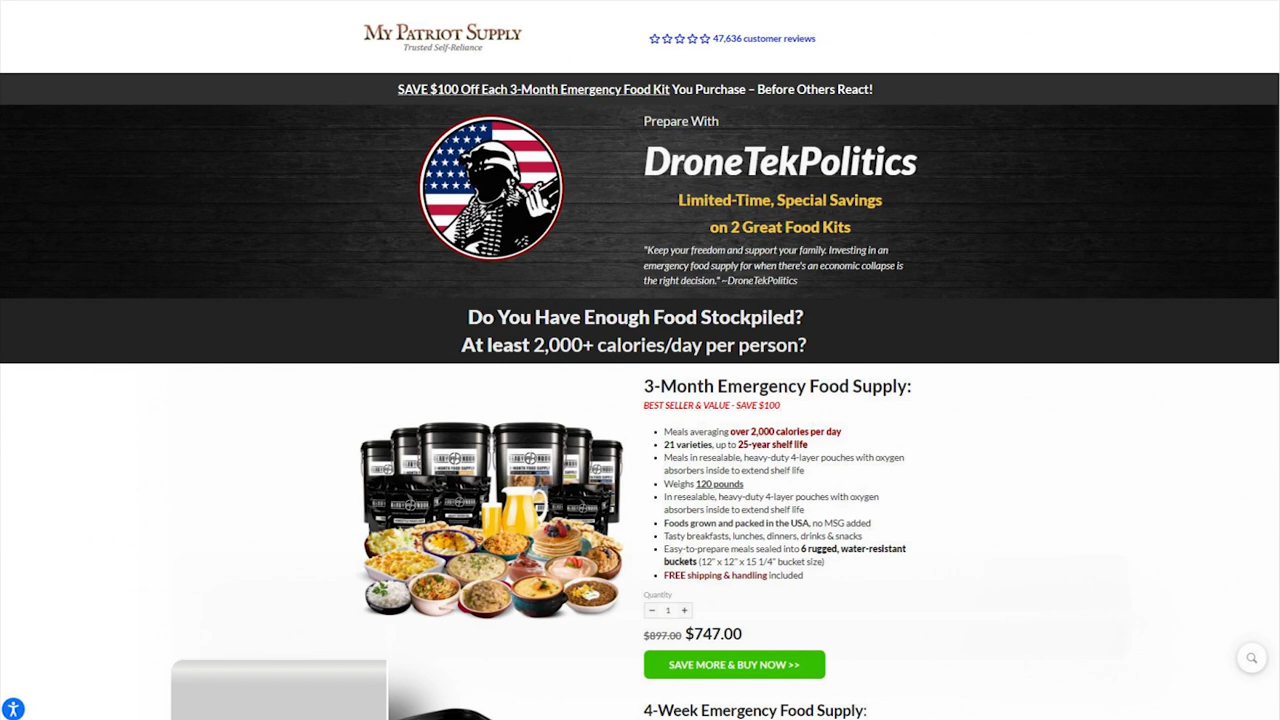 MY PATRIOT SUPPLY
Trusted Self-Reliance
47,636 customer reviews
SAVE $100 Off Each 3-Month Emergency Food Kit You Purchase – Before Others React!
Prepare With
DroneTekPolitics
Limited-Time, Special Savings
on 2 Great Food Kits
"Keep your freedom and support your family. Investing in an
emergency food supply for when there's an economic collapse is
the right decision." ~DroneTekPolitics
Do You Have Enough Food Stockpiled?
At least 2,000+ calories/day per person?
3-Month Emergency Food Supply:
BEST SELLER & VALUE - SAVE $100
Meals averaging over 2,000 calories per day
21 varieties, up to 25-year shelf life
Meals in resealable, heavy-duty 4-layer pouches with oxygen
absorbers inside to extend shelf life
Weighs 120 pounds
In resealable, heavy-duty 4-layer pouches with oxygen
absorbers inside to extend shelf life
Foods grown and packed in the USA, no MSG added
Tasty breakfasts, lunches, dinners, drinks & snacks
Easy-to-prepare meals sealed into 6 rugged, water-resistant
buckets (12" x 12" x 15 1/4" bucket size)
FREE shipping & handling included
Quantity
− 1 +
$897.00 $747.00
SAVE MORE & BUY NOW >>
4-Week Emergency Food Supply: